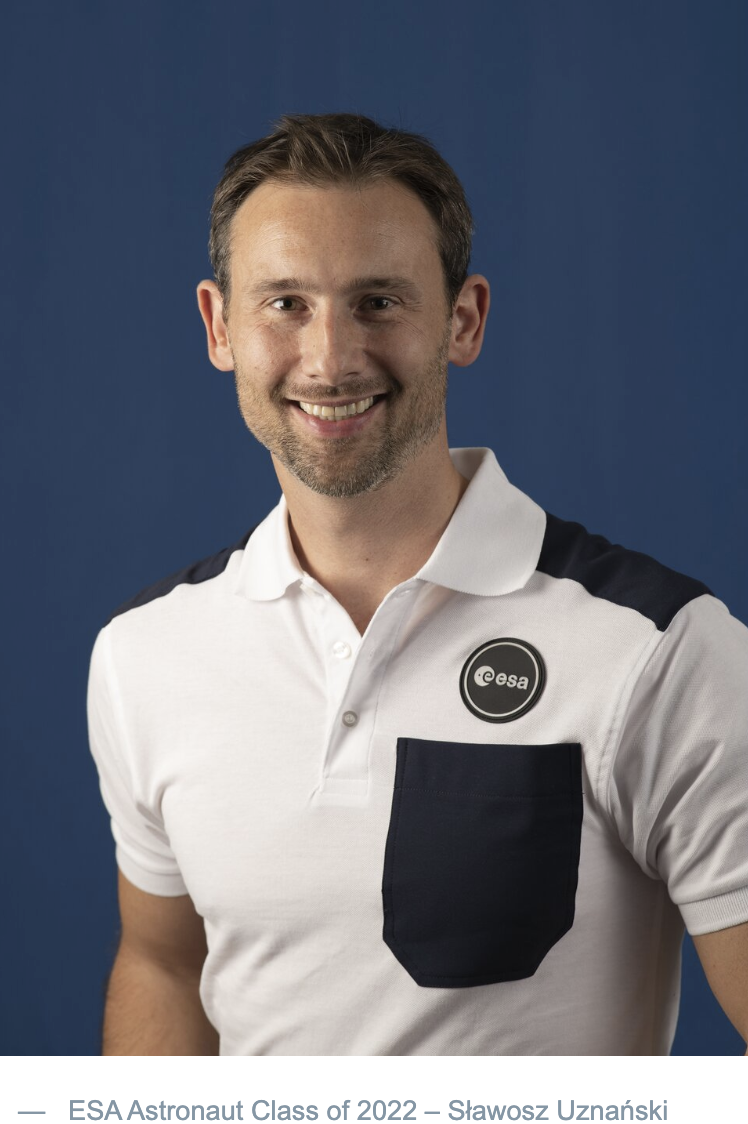 esa
— ESA Astronaut Class of 2022 – Sławosz Uznański